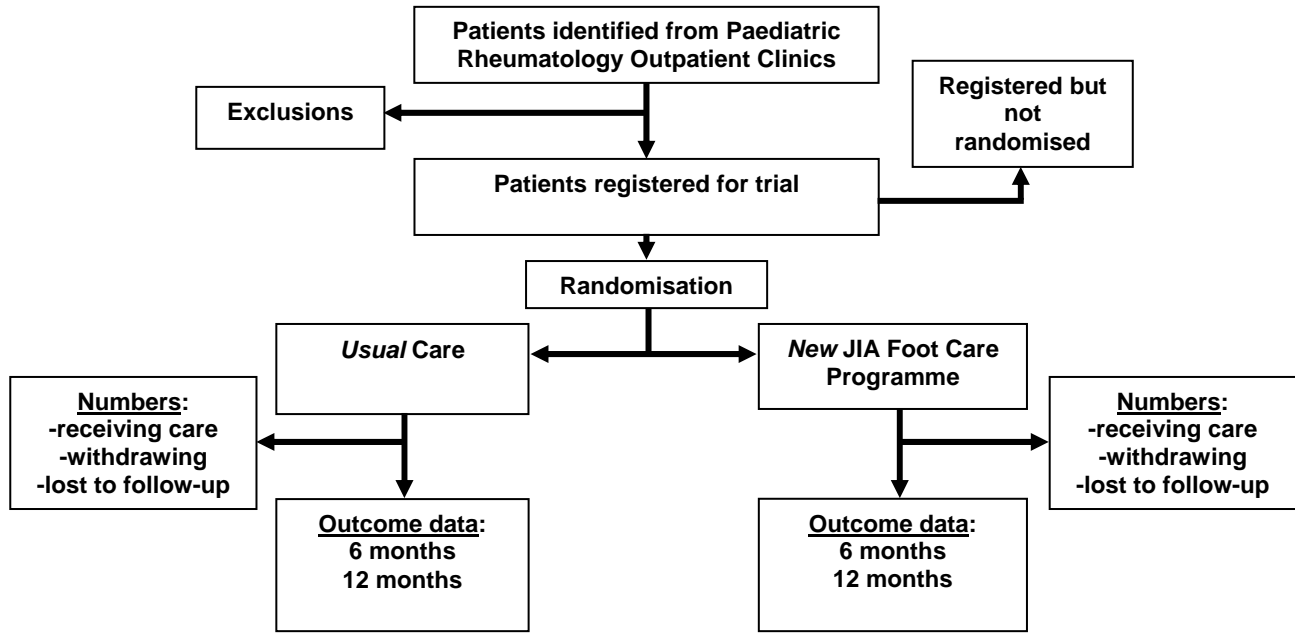 Patients identified from Paediatric
Rheumatology Outpatient Clinics
Exclusions
Registered but
not
randomised
Patients registered for trial
Randomisation
Usual Care
New JIA Foot Care
Programme
Numbers:
-receiving care
-withdrawing
-lost to follow-up
Numbers:
-receiving care
-withdrawing
-lost to follow-up
Outcome data:
6 months
12 months
Outcome data:
6 months
12 months